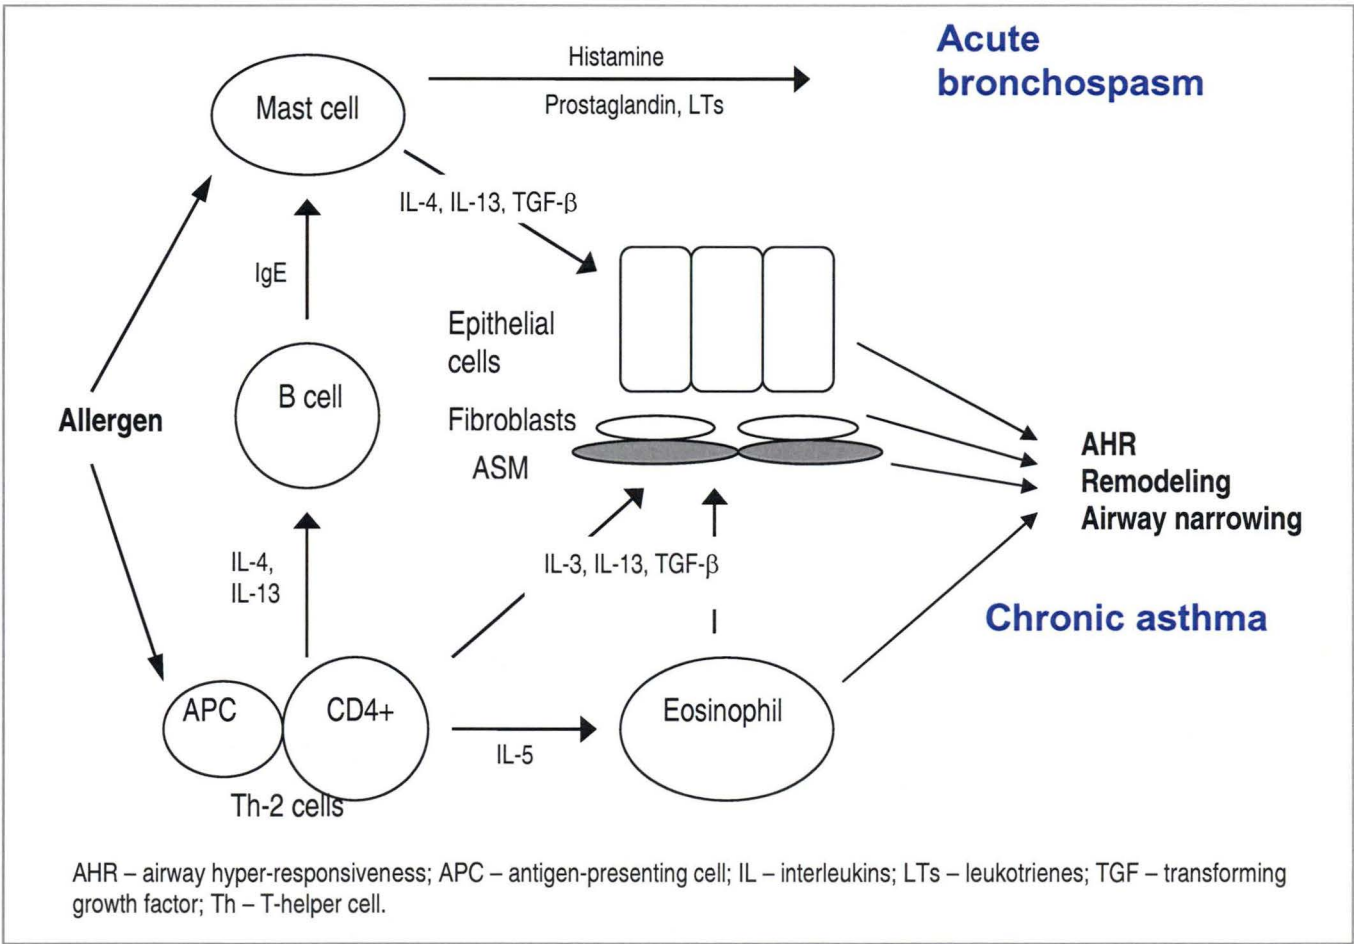 Acute
bronchospasm
Histamine
Prostaglandin, LTs
Mast cell
IL-4, IL-13, TGF-β
IgE
Epithelial
cells
B cell
Allergen
Fibroblasts
ASM
AHR
Remodeling
Airway narrowing
IL-4,
IL-13
IL-3, IL-13, TGF-β
Chronic asthma
APC
CD4+
Eosinophil
IL-5
Th-2 cells
AHR – airway hyper-responsiveness; APC – antigen-presenting cell; IL – interleukins; LTs – leukotrienes; TGF – transforming
growth factor; Th – T-helper cell.